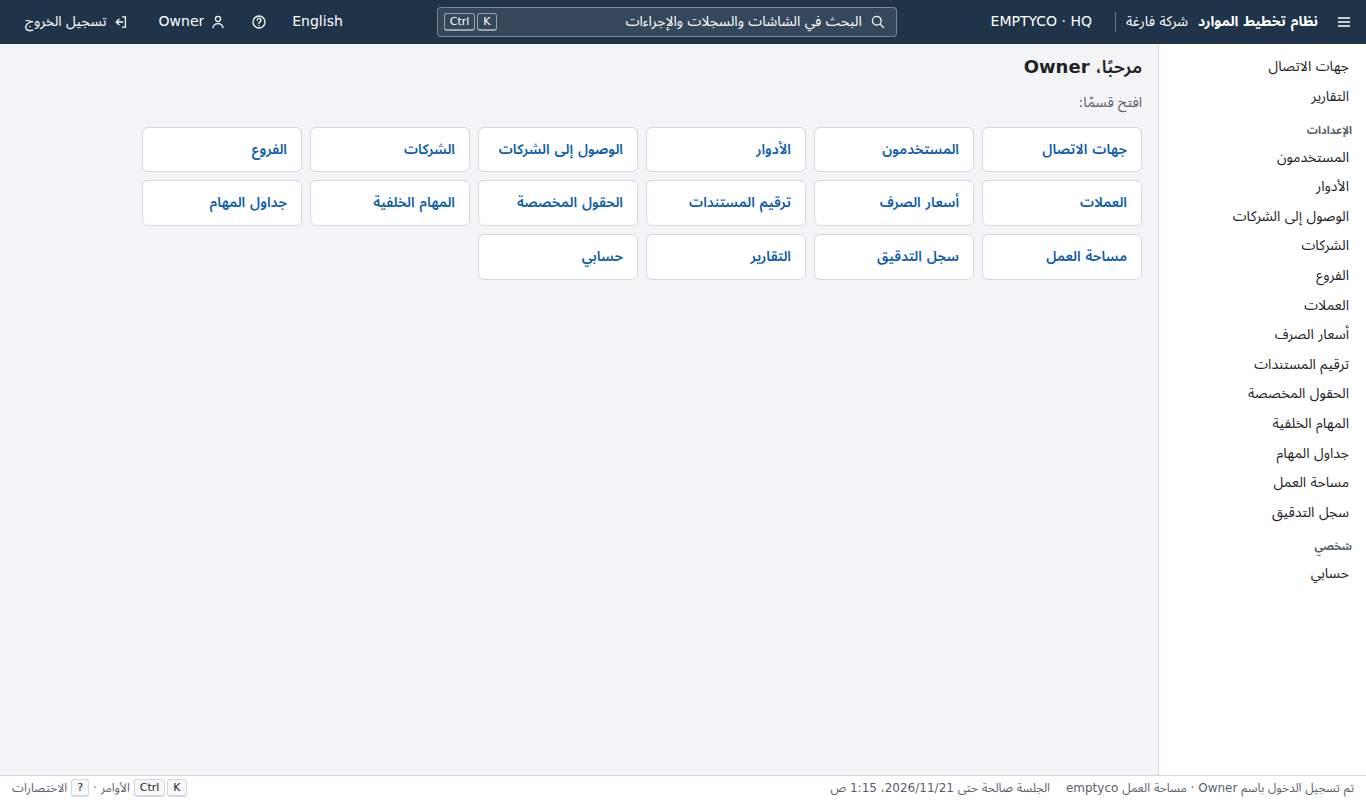 نظام تخطيط الموارد
شركة فارغة
EMPTYCO · HQ
البحث في الشاشات والسجلات والإجراءات
Ctrl K
English
Owner
تسجيل الخروج
جهات الاتصال
التقارير
الإعدادات
المستخدمون
الأدوار
الوصول إلى الشركات
الشركات
الفروع
العملات
أسعار الصرف
ترقيم المستندات
الحقول المخصصة
المهام الخلفية
جداول المهام
مساحة العمل
سجل التدقيق
شخصي
حسابي
مرحبًا، Owner
افتح قسمًا:
جهات الاتصال
المستخدمون
الأدوار
الوصول إلى الشركات
الشركات
الفروع
العملات
أسعار الصرف
ترقيم المستندات
الحقول المخصصة
المهام الخلفية
جداول المهام
مساحة العمل
سجل التدقيق
التقارير
حسابي
تم تسجيل الدخول باسم Owner · مساحة العمل emptyco
الجلسة صالحة حتى 2026/11/21، 1:15 ص
Ctrl K الأوامر · ? الاختصارات